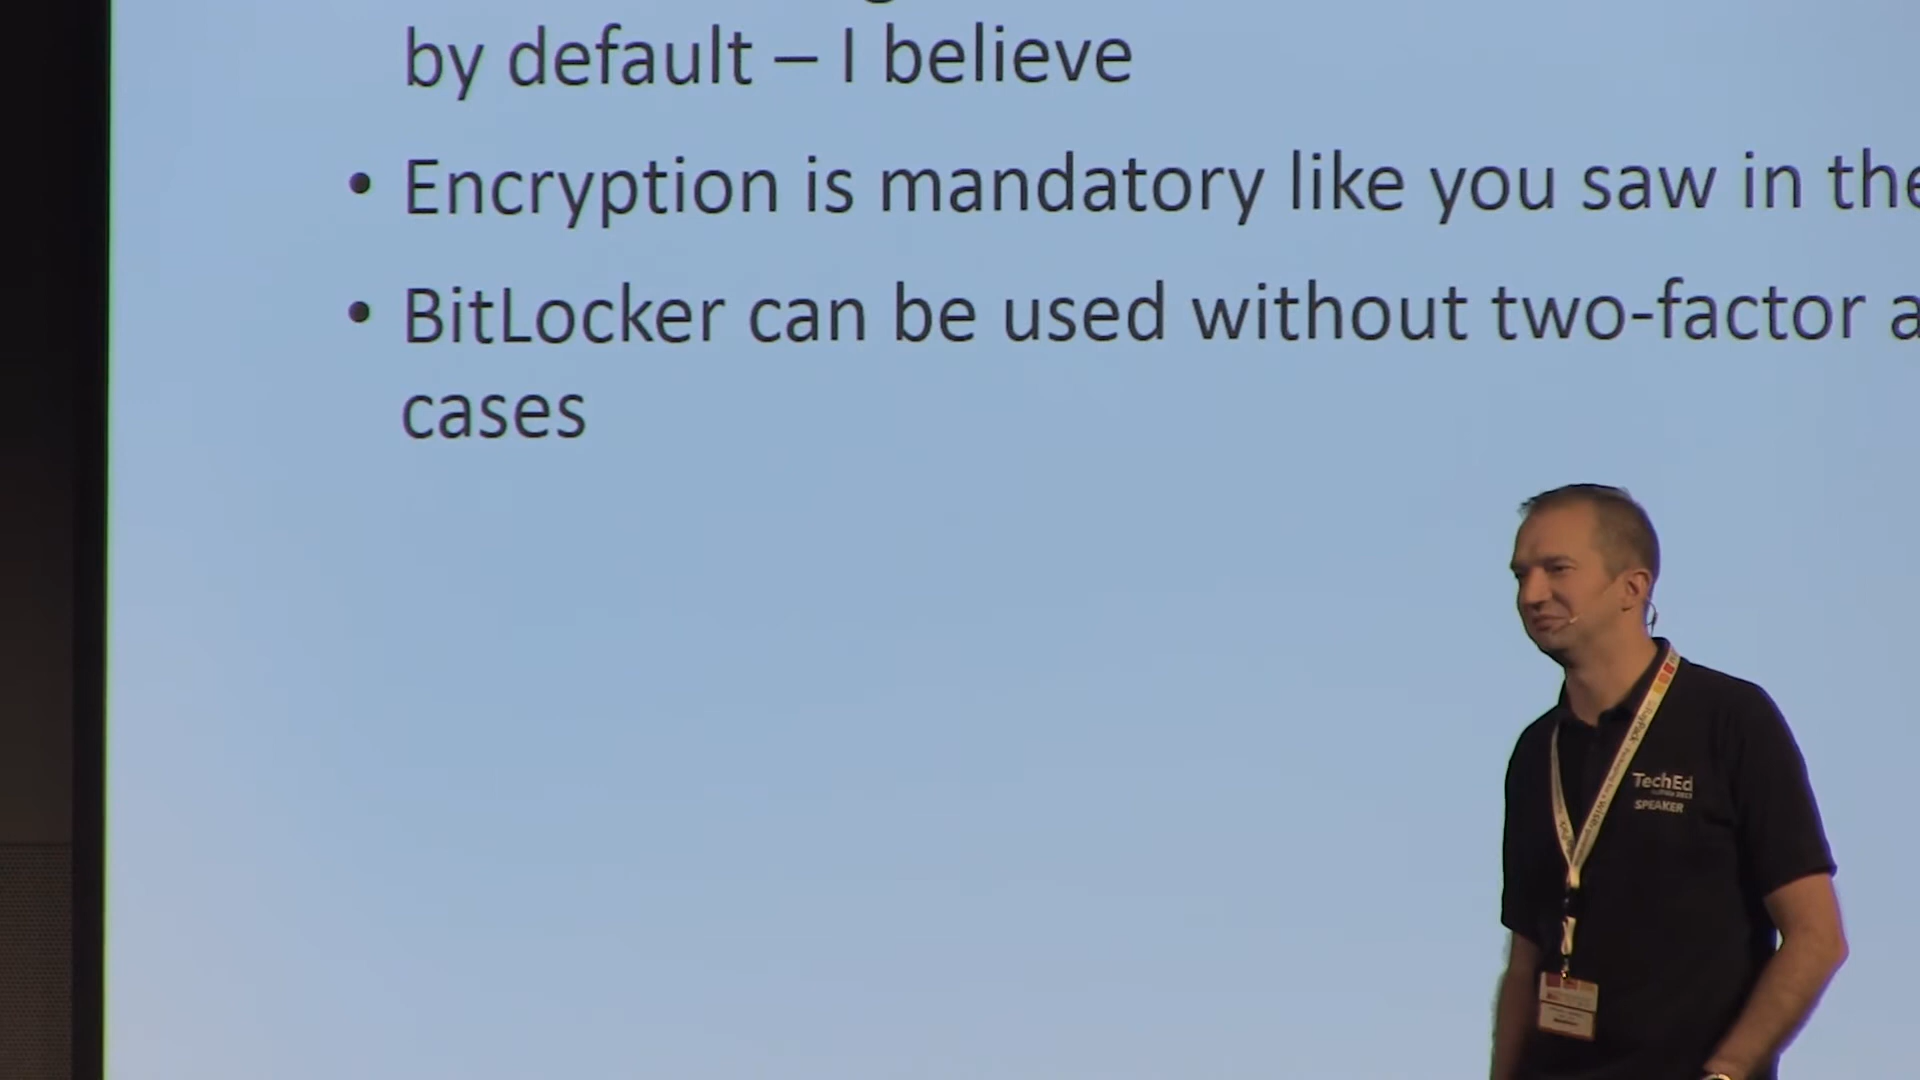 by default – I believe
• Encryption is mandatory like you saw in the
• BitLocker can be used without two-factor a
cases
TechEd
SPEAKER